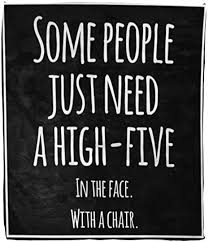 SOME PEOPLE
JUST NEED
A HIGH-FIVE
IN THE FACE.
WITH A CHAIR.